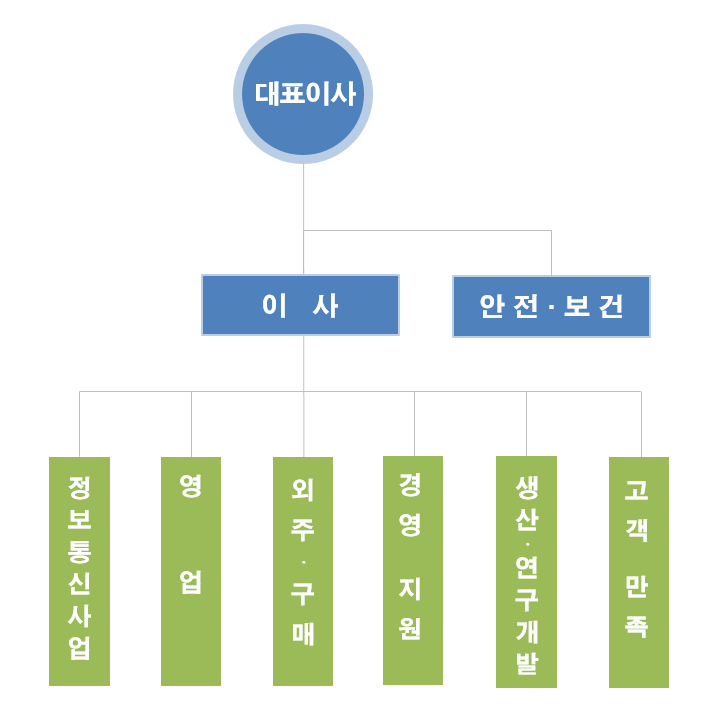 대표이사
이 사
안전·보건
정보통신사업
영 업
외주·구매
경영 지원
생산·연구개발
고객 만족